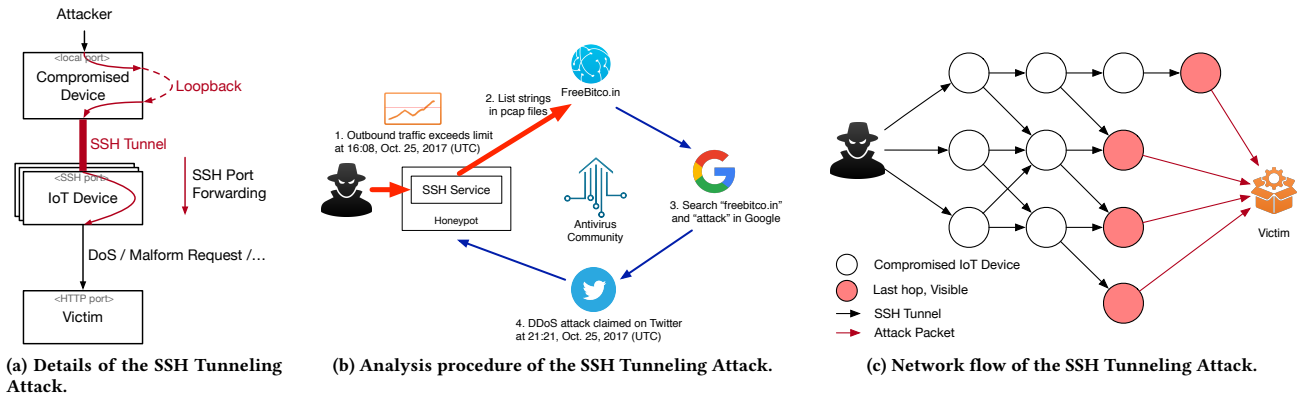 Attacker
<local port>
Compromised
Device
Loopback
SSH Tunnel
<SSH port>
IoT Device
SSH Port
Forwarding
DoS / Malform Request /…
<HTTP port>
Victim
(a) Details of the SSH Tunneling
Attack.
FreeBitco.in
2. List strings
in pcap files
1. Outbound traffic exceeds limit
at 16:08, Oct. 25, 2017 (UTC)
SSH Service
Honeypot
Antivirus
Community
3. Search “freebitco.in”
and “attack” in Google
4. DDoS attack claimed on Twitter
at 21:21, Oct. 25, 2017 (UTC)
(b) Analysis procedure of the SSH Tunneling Attack.
Victim
Compromised IoT Device
Last hop, Visible
SSH Tunnel
Attack Packet
(c) Network flow of the SSH Tunneling Attack.